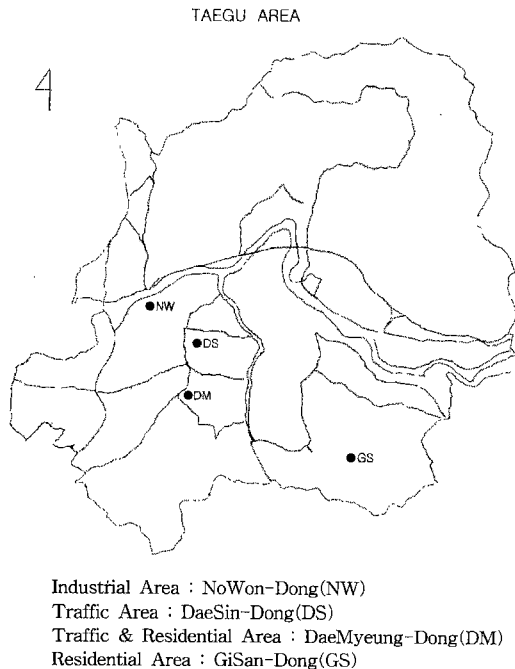 TAEGU AREA
NW
DS
DM
GS
Industrial Area : NoWon-Dong(NW)
Traffic Area : DaeSin-Dong(DS)
Traffic & Residential Area : DaeMyeung-Dong(DM)
Residential Area : GiSan-Dong(GS)